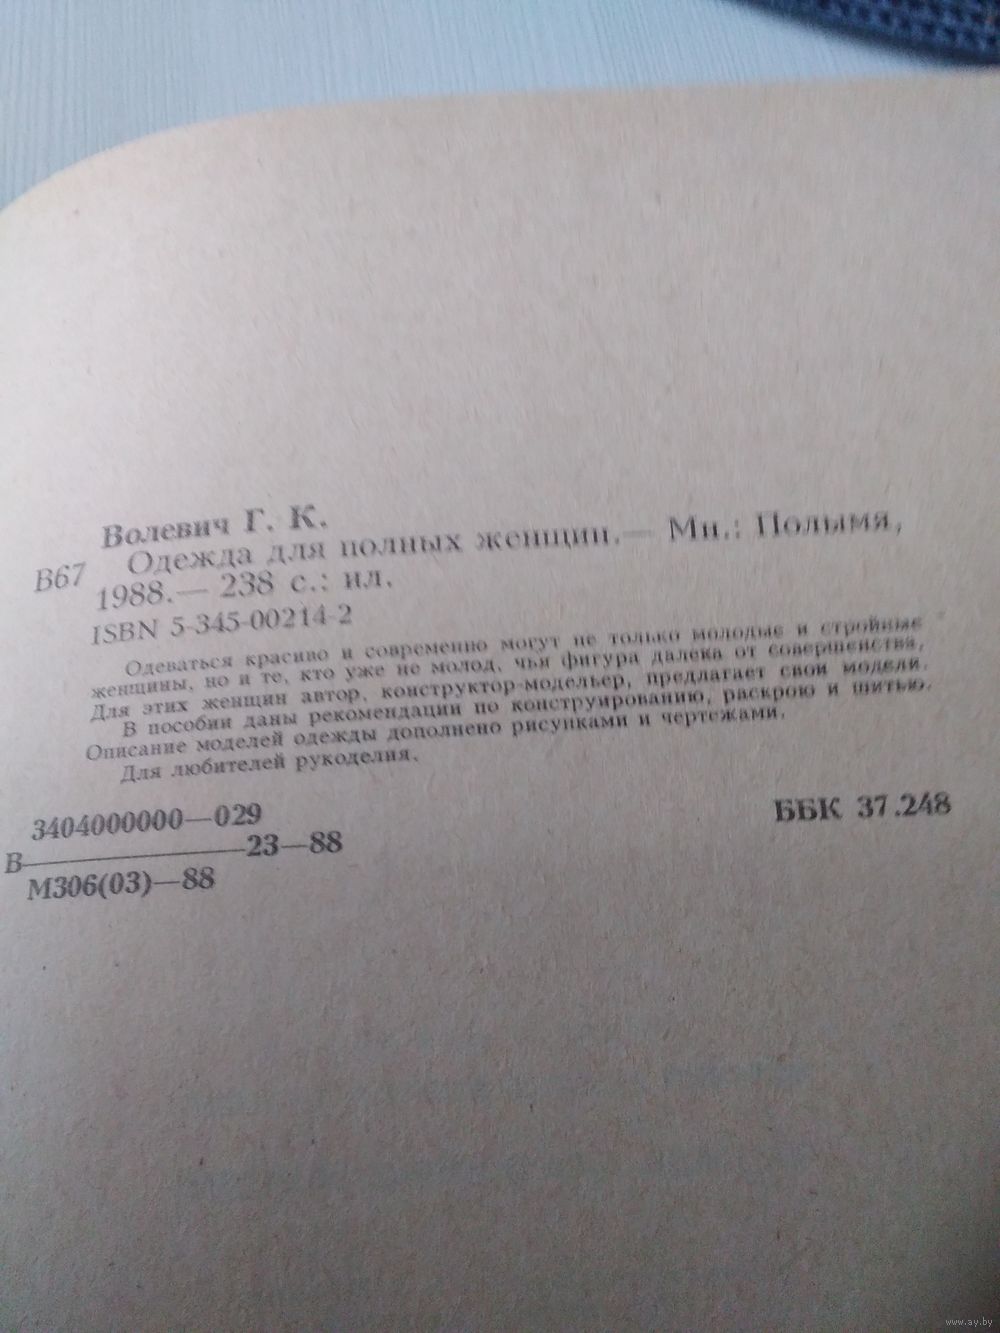 Волевич Г. К.
В67 Одежда для полных женщин.— Мн.: Полымя,
1988.— 238 с.: ил.
ISBN 5-345-00214-2
Одеваться красиво и современно могут не только молодые и стройные
женщины, но и те, кто уже не молод, чья фигура далека от совершенства.
Для этих женщин автор, конструктор-модельер, предлагает свои модели.
В пособии даны рекомендации по конструированию, раскрою и шитью.
Описание моделей одежды дополнено рисунками и чертежами.
Для любителей рукоделия.
3404000000—029
В————————23—88
М306(03)—88
ББК 37.248
www.ay.by